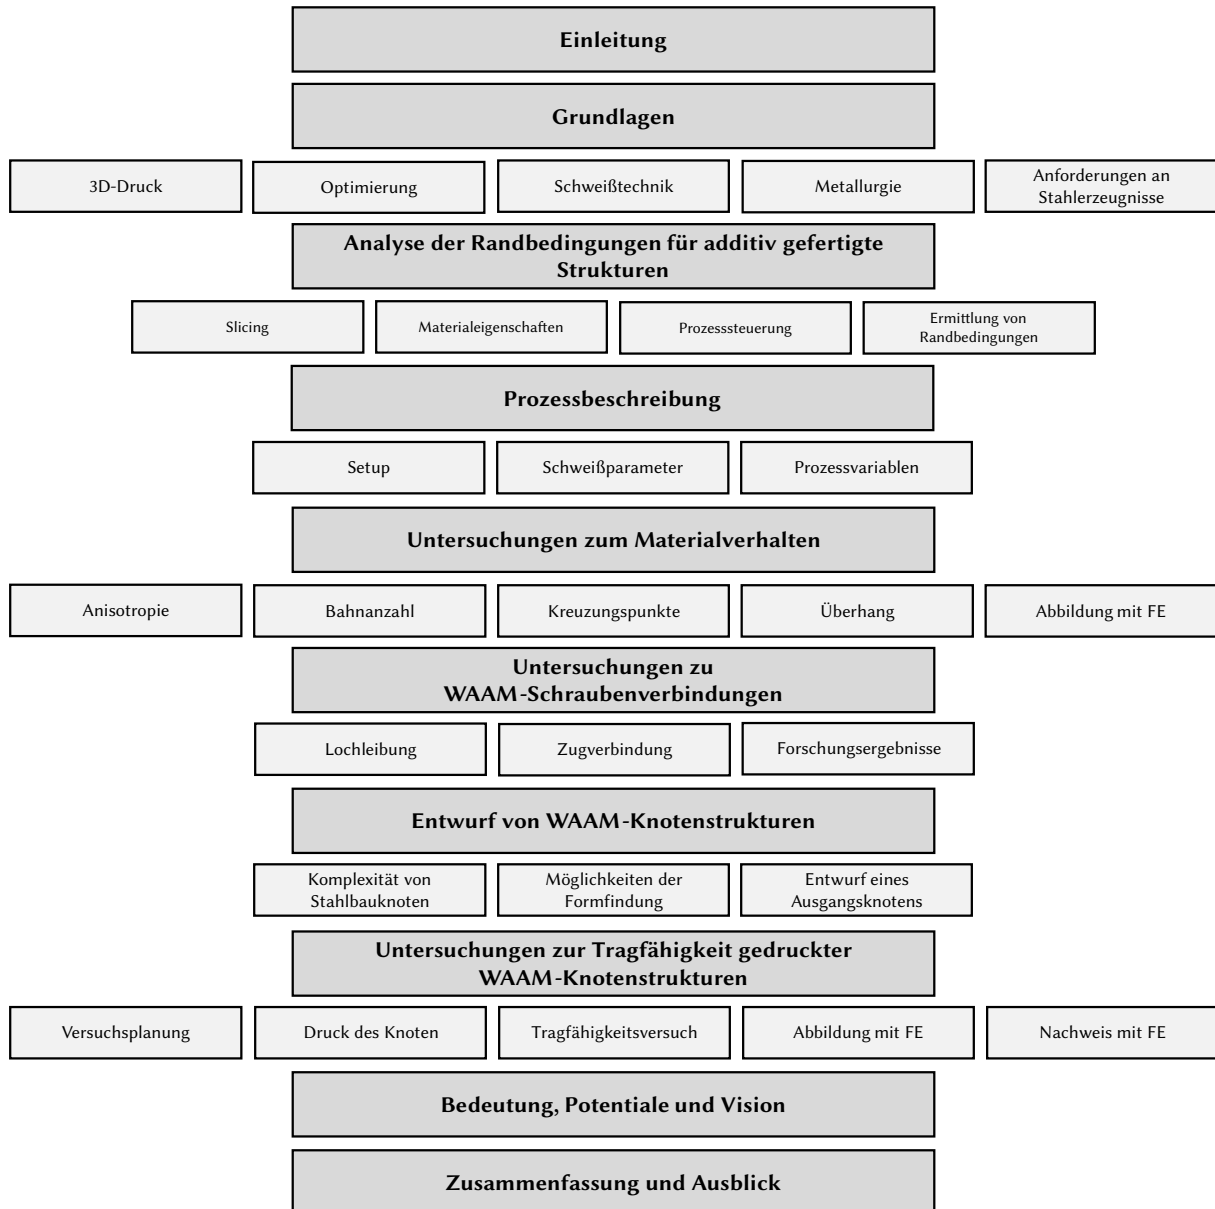 Einleitung
Grundlagen
3D-Druck
Optimierung
Schweißtechnik
Metallurgie
Anforderungen an
Stahlerzeugnisse
Analyse der Randbedingungen für additiv gefertigte
Strukturen
Slicing
Materialeigenschaften
Prozesssteuerung
Ermittlung von
Randbedingungen
Prozessbeschreibung
Setup
Schweißparameter
Prozessvariablen
Untersuchungen zum Materialverhalten
Anisotropie
Bahnanzahl
Kreuzungspunkte
Überhang
Abbildung mit FE
Untersuchungen zu
WAAM-Schraubenverbindungen
Lochleibung
Zugverbindung
Forschungsergebnisse
Entwurf von WAAM-Knotenstrukturen
Komplexität von
Stahlbauknoten
Möglichkeiten der
Formfindung
Entwurf eines
Ausgangsknotens
Untersuchungen zur Tragfähigkeit gedruckter
WAAM-Knotenstrukturen
Versuchsplanung
Druck des Knoten
Tragfähigkeitsversuch
Abbildung mit FE
Nachweis mit FE
Bedeutung, Potentiale und Vision
Zusammenfassung und Ausblick